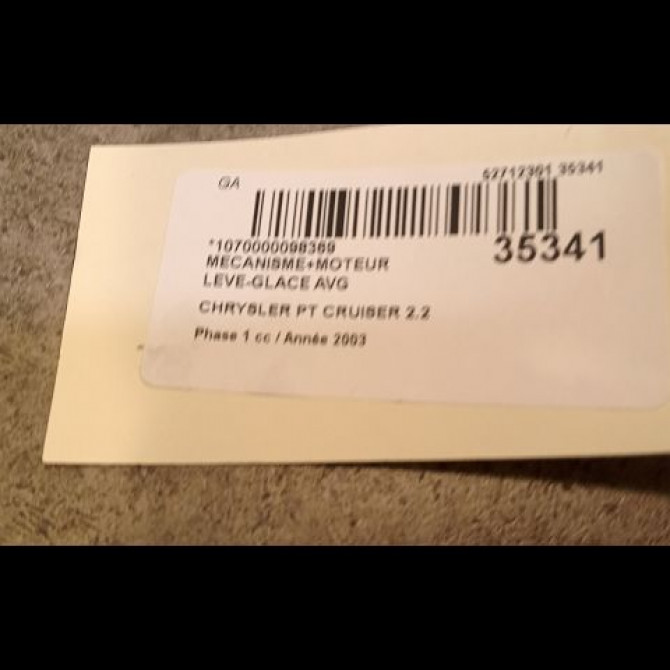 GA
52712301 35341
*1070000098369
35341
MECANISME+MOTEUR
LEVE-GLACE AVG
CHRYSLER PT CRUISER 2.2
Phase 1 cc / Année 2003